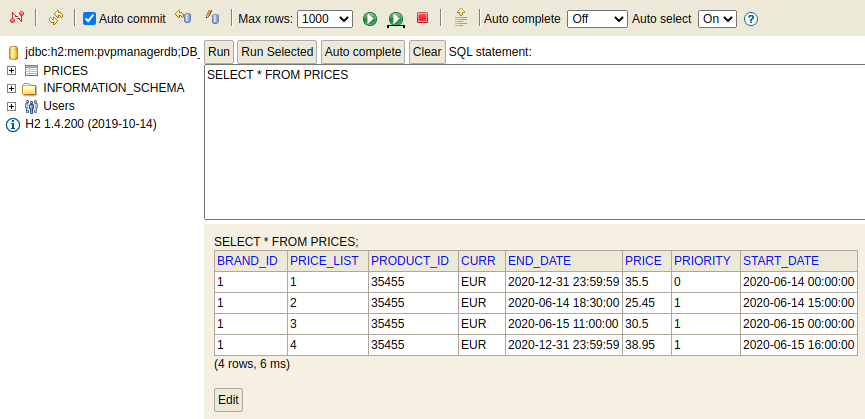 Auto commit Max rows: 1000 Auto complete Off Auto select On ?
jdbc:h2:mem:pvpmanagerdb;DB_
PRICES
INFORMATION_SCHEMA
Users
H2 1.4.200 (2019-10-14)
Run Run Selected Auto complete Clear SQL statement:
SELECT * FROM PRICES
SELECT * FROM PRICES;
BRAND_ID PRICE_LIST PRODUCT_ID CURR END_DATE PRICE PRIORITY START_DATE
1 1 35455 EUR 2020-12-31 23:59:59 35.5 0 2020-06-14 00:00:00
1 2 35455 EUR 2020-06-14 18:30:00 25.45 1 2020-06-14 15:00:00
1 3 35455 EUR 2020-06-15 11:00:00 30.5 1 2020-06-15 00:00:00
1 4 35455 EUR 2020-12-31 23:59:59 38.95 1 2020-06-15 16:00:00
(4 rows, 6 ms)
Edit